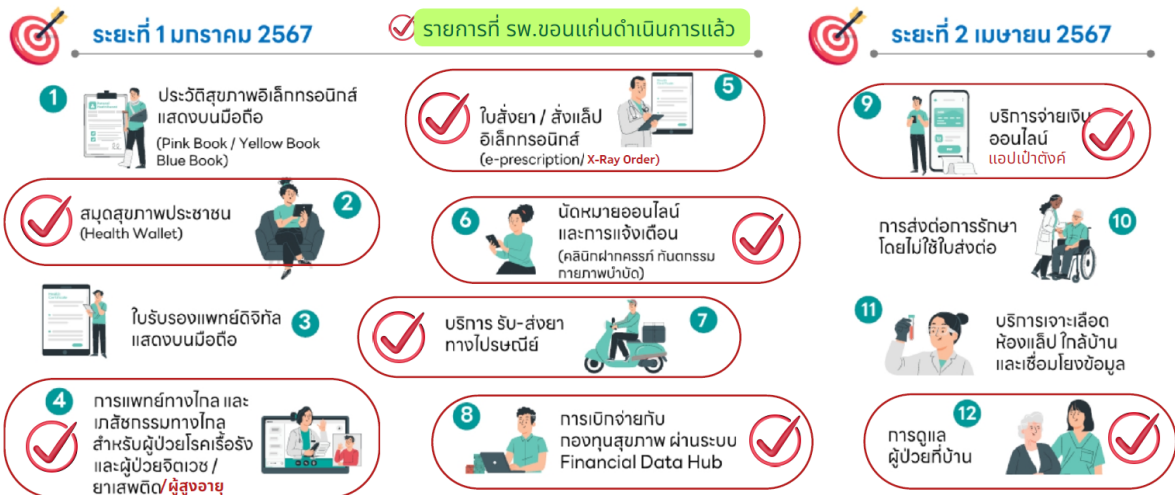 ระยะที่ 1 มกราคม 2567
รายการที่ รพ.ขอนแก่นดำเนินการแล้ว
ระยะที่ 2 เมษายน 2567
1
ประวัติสุขภาพอิเล็กทรอนิกส์
แสดงบนมือถือ
(Pink Book / Yellow Book
Blue Book)
2
สมุดสุขภาพประชาชน
(Health Wallet)
3
ใบรับรองแพทย์ดิจิทัล
แสดงบนมือถือ
4
การแพทย์ทางไกล และ
เภสัชกรรมทางไกล
สำหรับผู้ป่วยโรคเรื้อรัง
และผู้ป่วยจิตเวช /
ยาเสพติด/ผู้สูงอายุ
5
ใบสั่งยา / สั่งแล็ป
อิเล็กทรอนิกส์
(e-prescription/ X-Ray Order)
6
นัดหมายออนไลน์
และการแจ้งเตือน
(คลินิกฝากครรภ์ ทันตกรรม
กายภาพบำบัด)
7
บริการ รับ-ส่งยา
ทางไปรษณีย์
8
การเบิกจ่ายกับ
กองทุนสุขภาพ ผ่านระบบ
Financial Data Hub
9
บริการจ่ายเงิน
ออนไลน์
แอปเป๋าตังค์
10
การส่งต่อการรักษา
โดยไม่ใช้ใบส่งต่อ
11
บริการเจาะเลือด
ห้องแล็ป ใกล้บ้าน
และเชื่อมโยงข้อมูล
12
การดูแล
ผู้ป่วยที่บ้าน